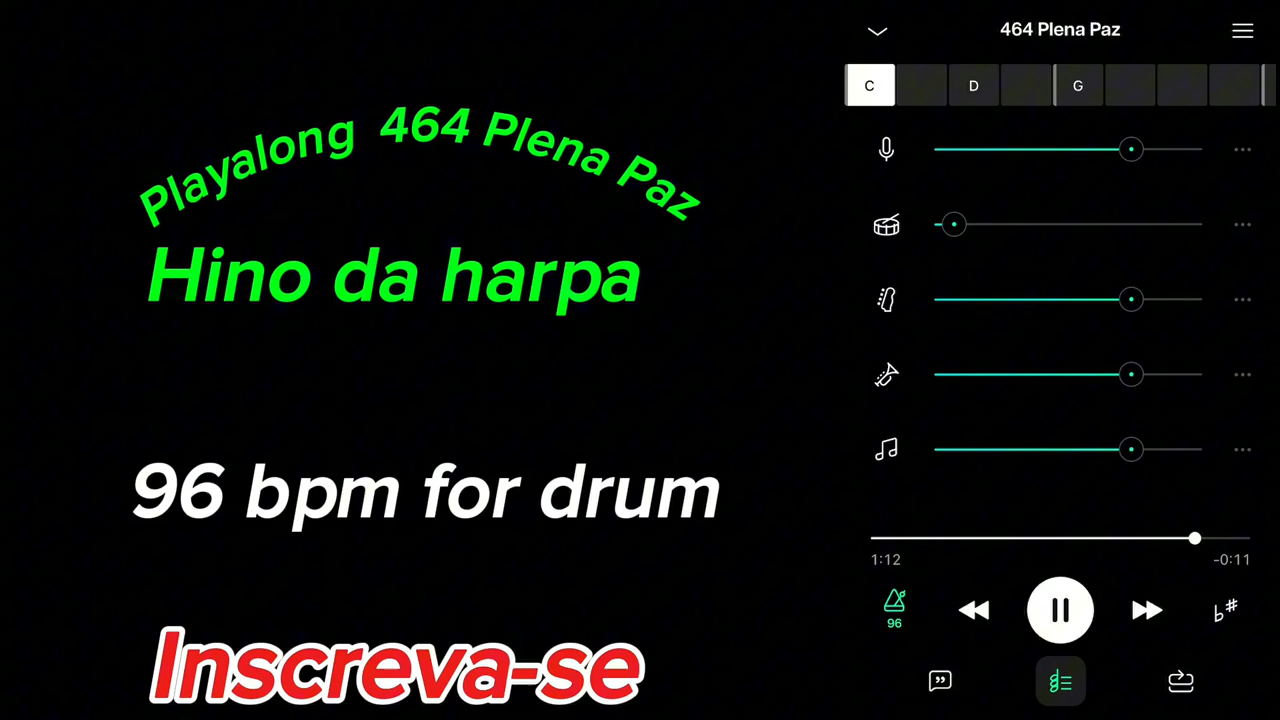 Playalong 464 Plena Paz
Hino da harpa
96 bpm for drum
Inscreva-se
464 Plena Paz
C D G
1:12 -0:11
96